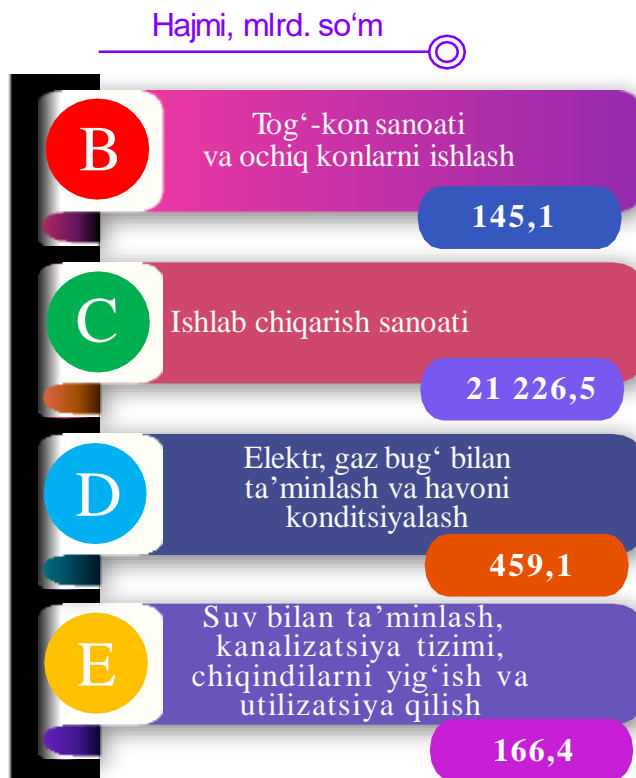 Hajmi, mlrd. so‘m
B
Tog‘-kon sanoati
va ochiq konlarni ishlash
145,1
C
Ishlab chiqarish sanoati
21 226,5
D
Elektr, gaz bug‘ bilan
ta’minlash va havoni
konditsiyalash
459,1
E
Suv bilan ta’minlash,
kanalizatsiya tizimi,
chiqindilarni yig‘ish va
utilizatsiya qilish
166,4